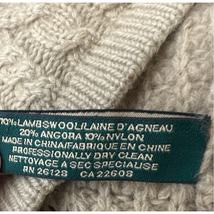 70% LAMBSWOOL/LAINE D'AGNEAU
20% ANGORA 10% NYLON
MADE IN CHINA/FABRIQUE EN CHINE
PROFESSIONALLY DRY CLEAN
NETTOYAGE A SEC SPECIALISE
RN 26128 CA 22608